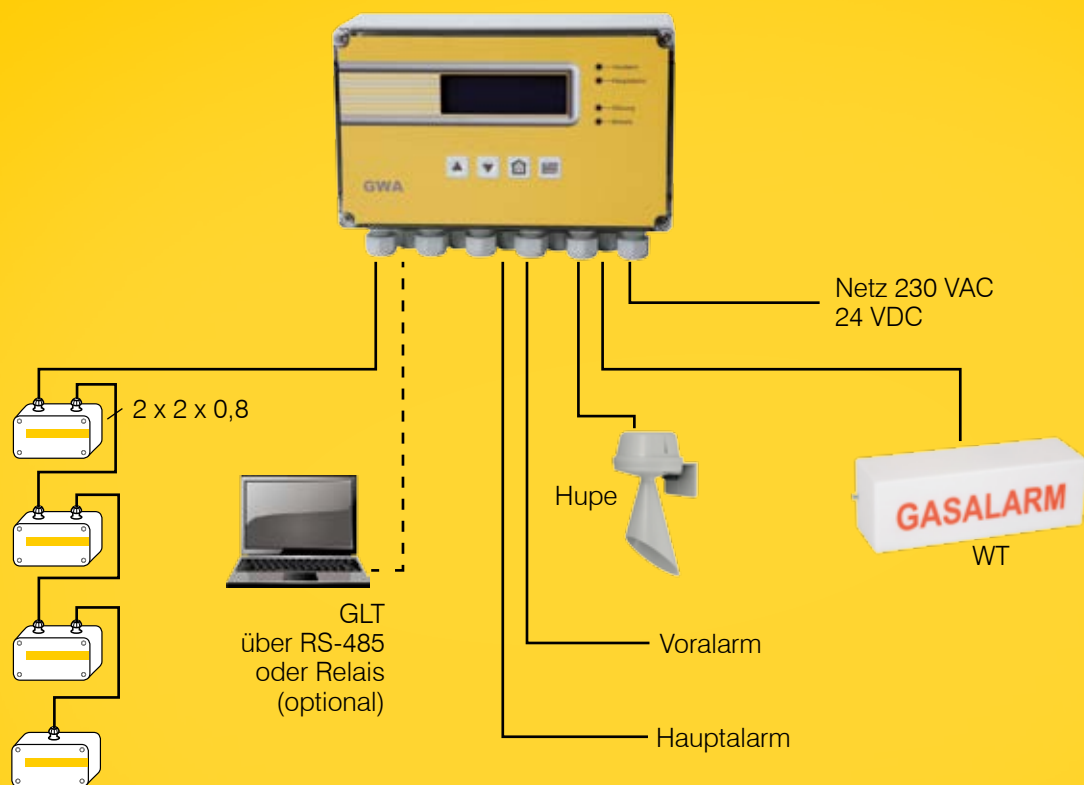 GWA
Netz 230 VAC
24 VDC
2 x 2 x 0,8
Hupe
GASALARM
WT
GLT
über RS-485
oder Relais
(optional)
Voralarm
Hauptalarm